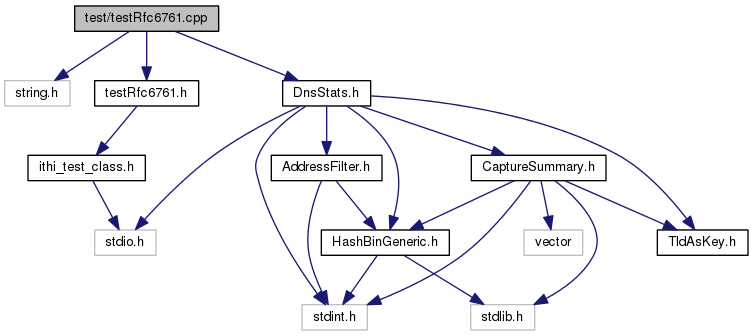 test/testRfc6761.cpp
string.h
testRfc6761.h
DnsStats.h
ithi_test_class.h
AddressFilter.h
CaptureSummary.h
stdio.h
HashBinGeneric.h
vector
TldAsKey.h
stdint.h
stdlib.h